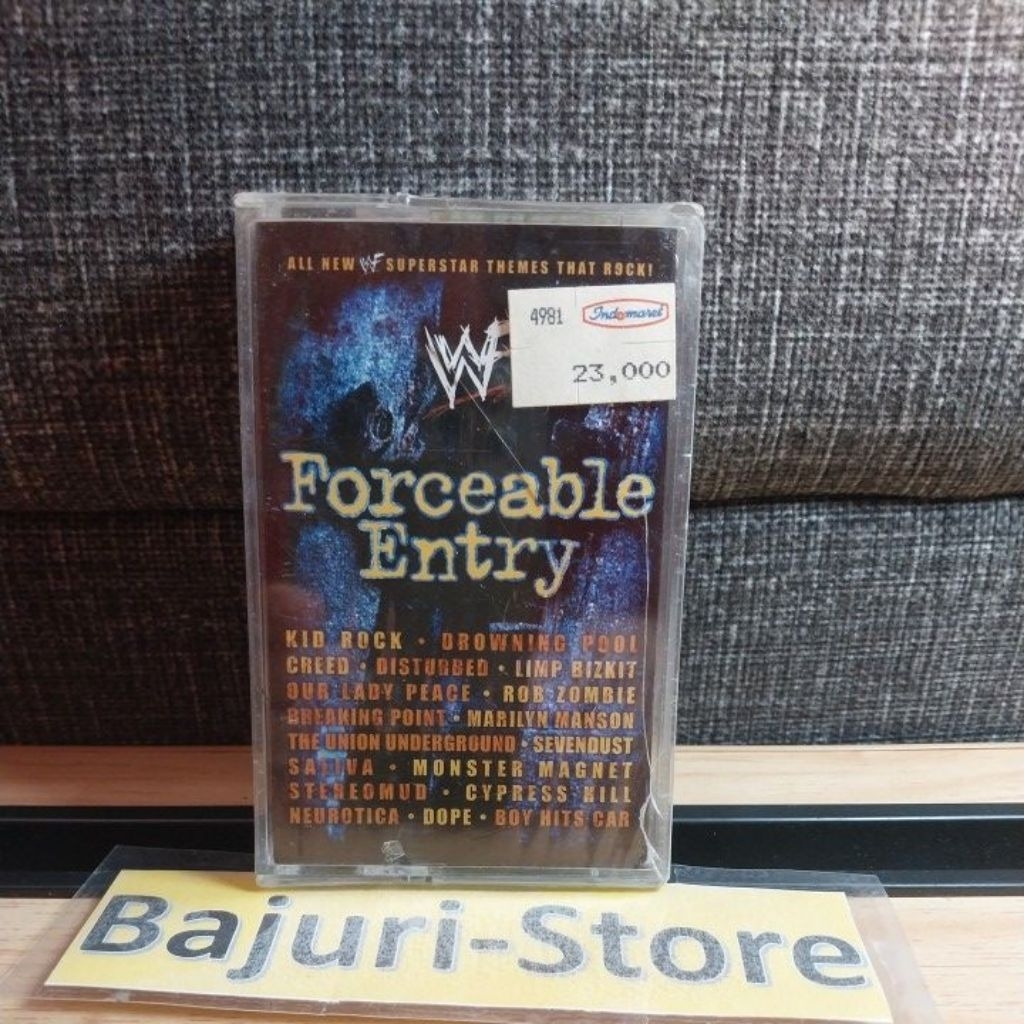 ALL NEW WF SUPERSTAR THEMES THAT ROCK!
4981 Indomaret
23,000
WF
Forceable
Entry
KID ROCK • DROWNING POOL
CREED • DISTURBED • LIMP BIZKIT
OUR LADY PEACE • ROB ZOMBIE
BREAKING POINT • MARILYN MANSON
THE UNION UNDERGROUND • SEVENDUST
SALIVA • MONSTER MAGNET
STEREOMUD • CYPRESS HILL
NEUROTICA • DOPE • BOY HITS CAR
Bajuri-Store